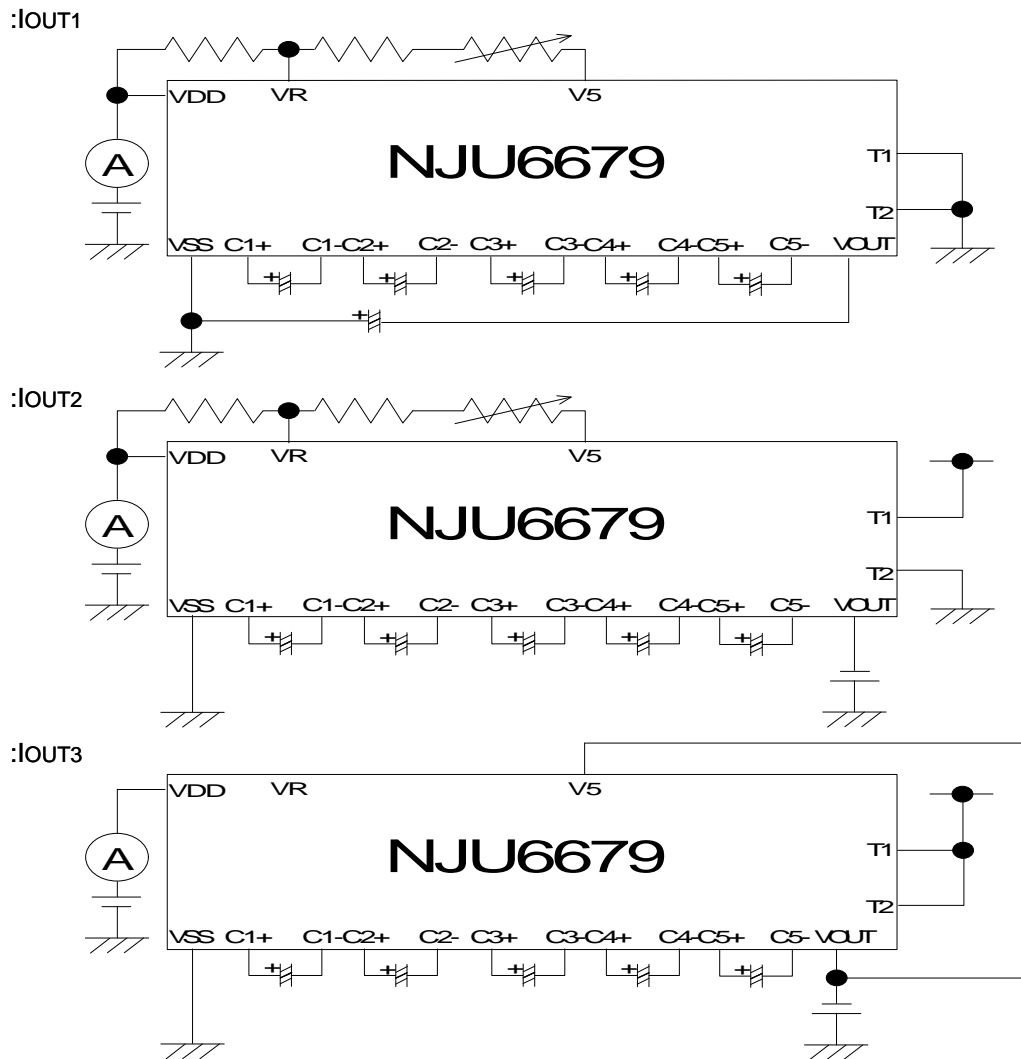 :IOUT1
VDD VR V5
A NJU6679 T1
T2
VSS C1+ C1- C2+ C2- C3+ C3- C4+ C4- C5+ C5- VOUT
+ + + + +
+
:IOUT2
VDD VR V5
A NJU6679 T1
T2
VSS C1+ C1- C2+ C2- C3+ C3- C4+ C4- C5+ C5- VOUT
+ + + + +
:IOUT3
VDD VR V5
A NJU6679 T1
T2
VSS C1+ C1- C2+ C2- C3+ C3- C4+ C4- C5+ C5- VOUT
+ + + + +